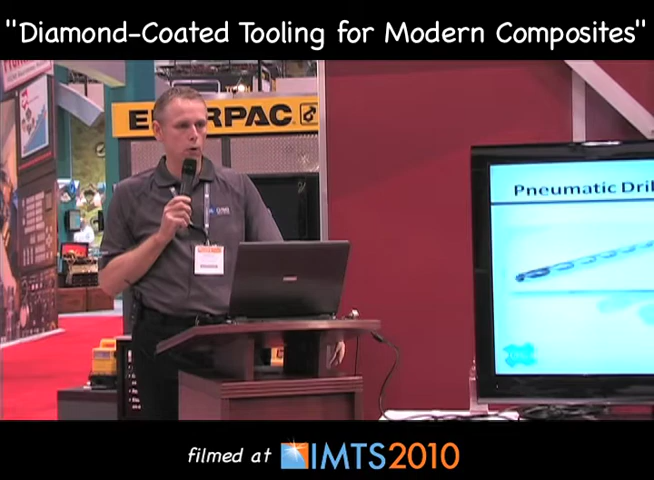 "Diamond-Coated Tooling for Modern Composites"
ENERPAC
Pneumatic Dril
filmed at IMTS2010